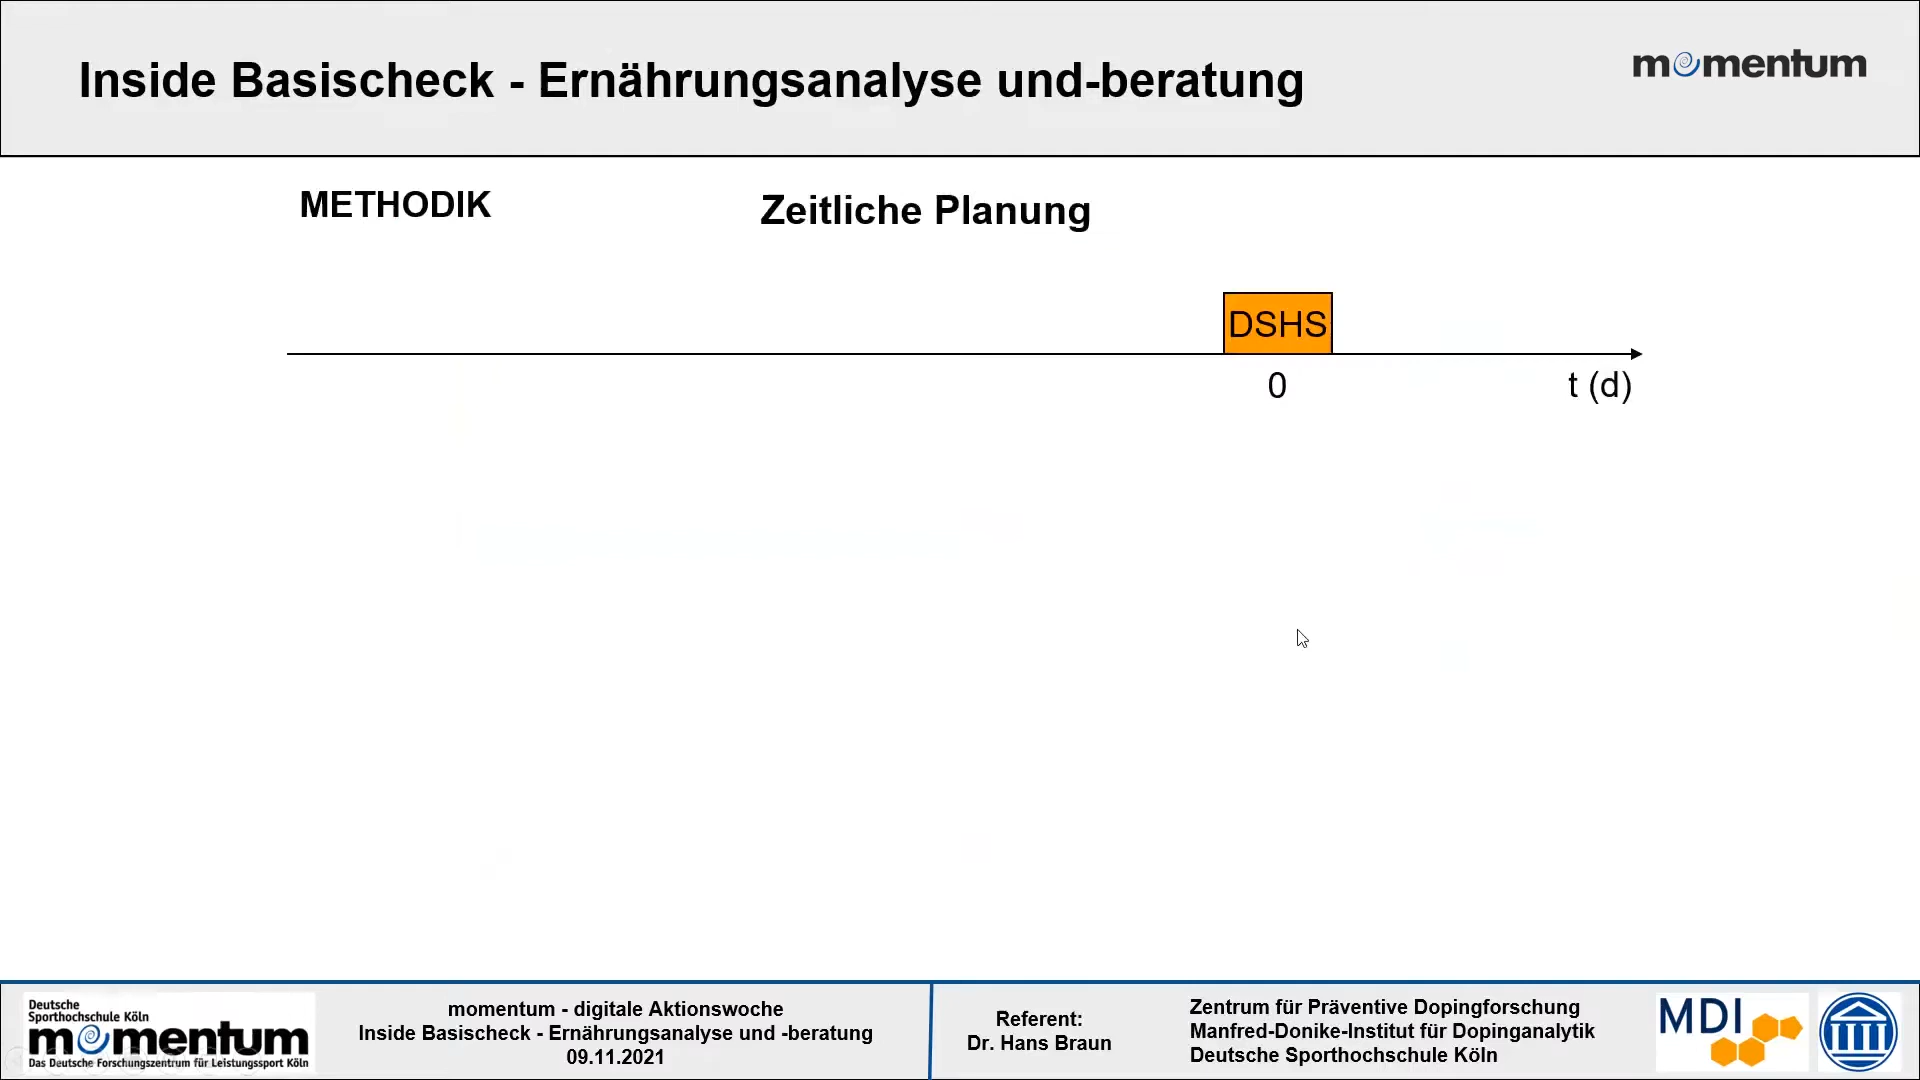 Inside Basischeck - Ernährungsanalyse und-beratung
momentum
METHODIK
Zeitliche Planung
DSHS
0
t (d)
Deutsche
Sporthochschule Köln
momentum
Das Deutsche Forschungszentrum für Leistungssport Köln
momentum - digitale Aktionswoche
Inside Basischeck - Ernährungsanalyse und -beratung
09.11.2021
Referent:
Dr. Hans Braun
Zentrum für Präventive Dopingforschung
Manfred-Donike-Institut für Dopinganalytik
Deutsche Sporthochschule Köln
MDI